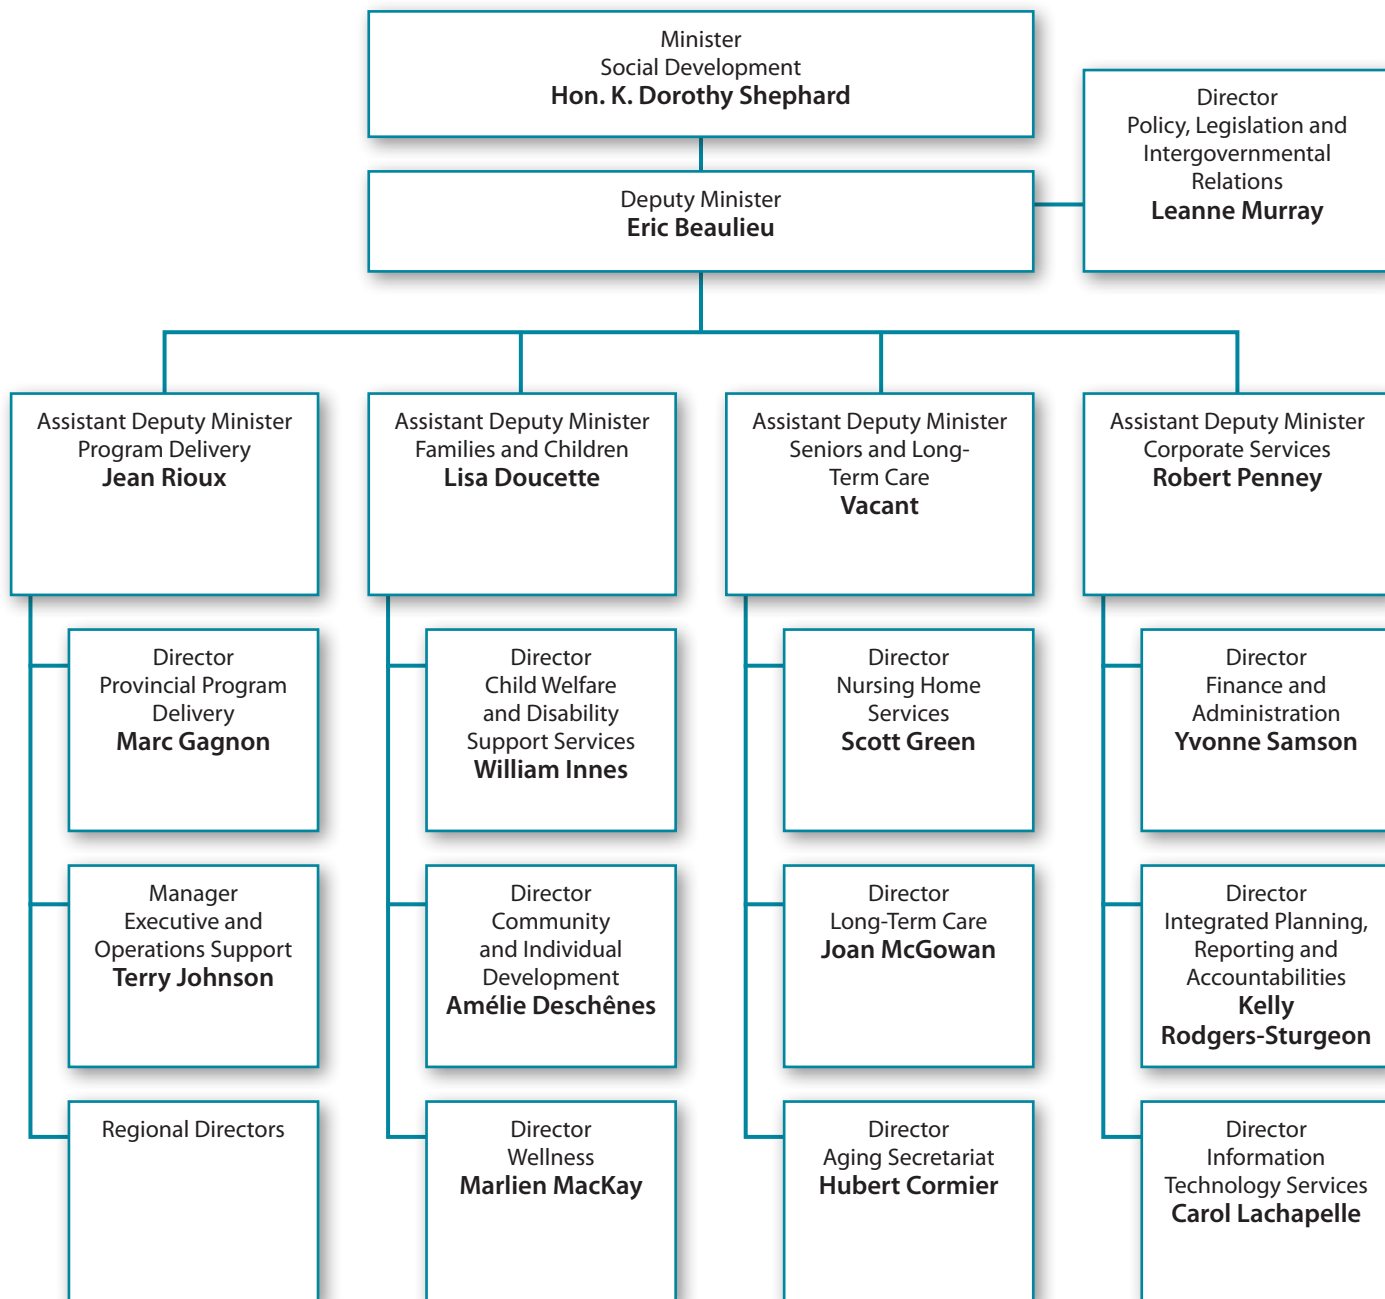 Minister
Social Development
Hon. K. Dorothy Shephard
Director
Policy, Legislation and
Intergovernmental
Relations
Leanne Murray
Deputy Minister
Eric Beaulieu
Assistant Deputy Minister
Program Delivery
Jean Rioux
Assistant Deputy Minister
Families and Children
Lisa Doucette
Assistant Deputy Minister
Seniors and Long-
Term Care
Vacant
Assistant Deputy Minister
Corporate Services
Robert Penney
Director
Provincial Program
Delivery
Marc Gagnon
Director
Child Welfare
and Disability
Support Services
William Innes
Director
Nursing Home
Services
Scott Green
Director
Finance and
Administration
Yvonne Samson
Manager
Executive and
Operations Support
Terry Johnson
Director
Community
and Individual
Development
Amélie Deschênes
Director
Long-Term Care
Joan McGowan
Director
Integrated Planning,
Reporting and
Accountabilities
Kelly
Rodgers-Sturgeon
Regional Directors
Director
Wellness
Marlien MacKay
Director
Aging Secretariat
Hubert Cormier
Director
Information
Technology Services
Carol Lachapelle